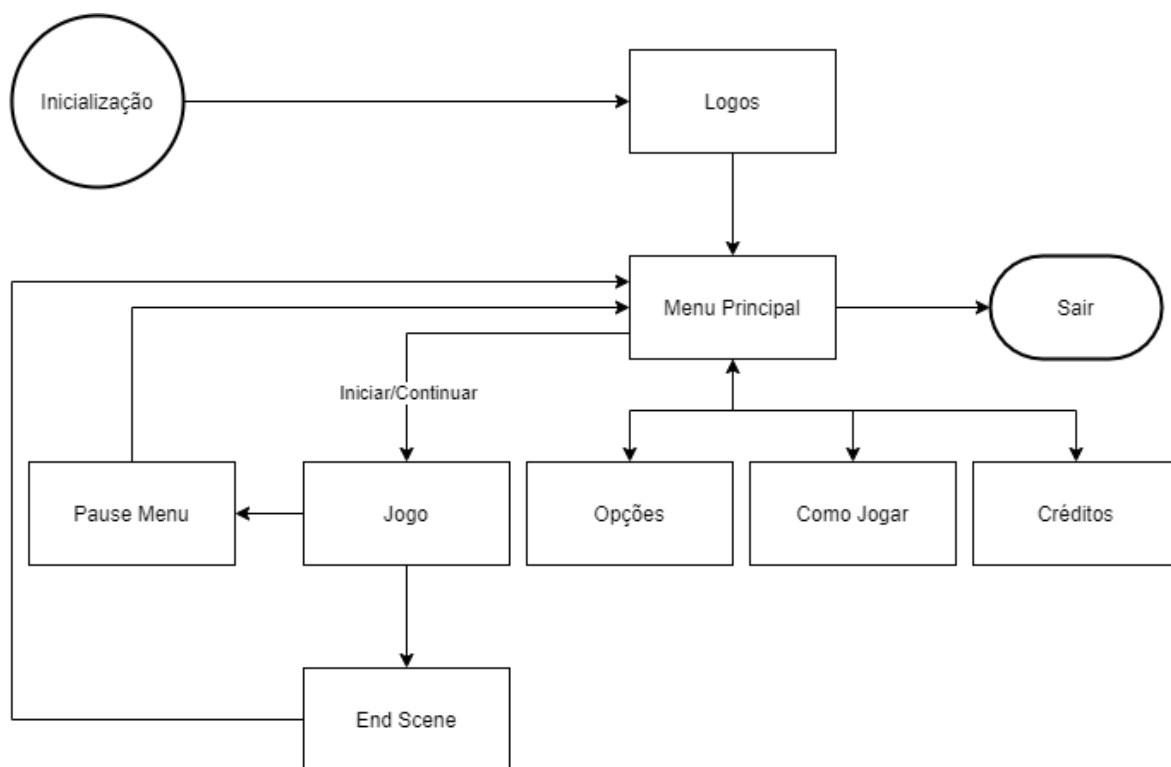 Inicialização
Logos
Menu Principal
Sair
Iniciar/Continuar
Pause Menu
Jogo
Opções
Como Jogar
Créditos
End Scene